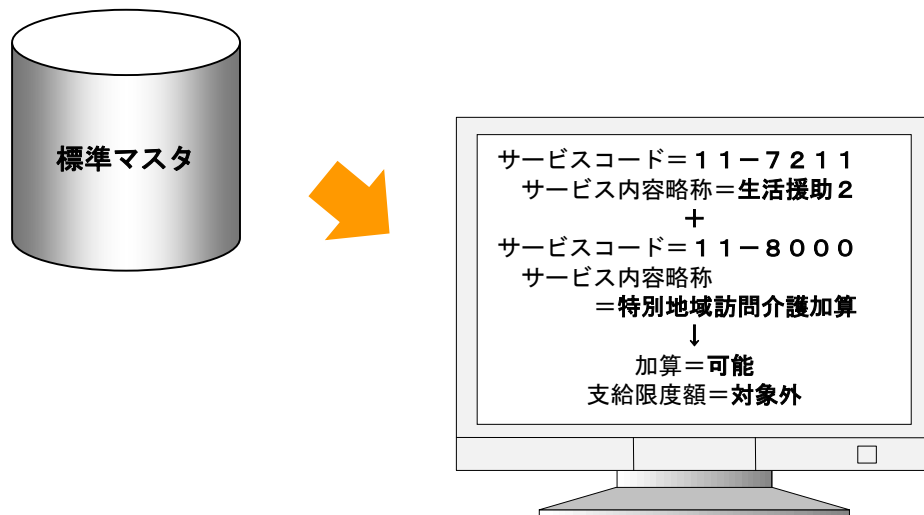 標準マスタ
サービスコード＝１１－７２１１
サービス内容略称＝生活援助２
＋
サービスコード＝１１－８０００
サービス内容略称
＝特別地域訪問介護加算
↓
加算＝可能
支給限度額＝対象外